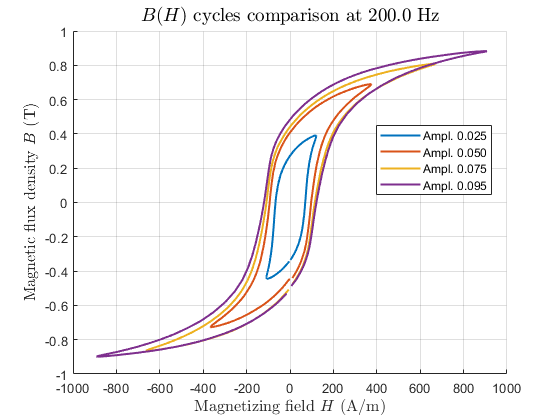 B(H) cycles comparison at 200.0 Hz
Magnetic flux density B (T)
1
0.8
0.6
0.4
0.2
0
-0.2
-0.4
-0.6
-0.8
-1
Ampl. 0.025
Ampl. 0.050
Ampl. 0.075
Ampl. 0.095
-1000 -800 -600 -400 -200 0 200 400 600 800 1000
Magnetizing field H (A/m)